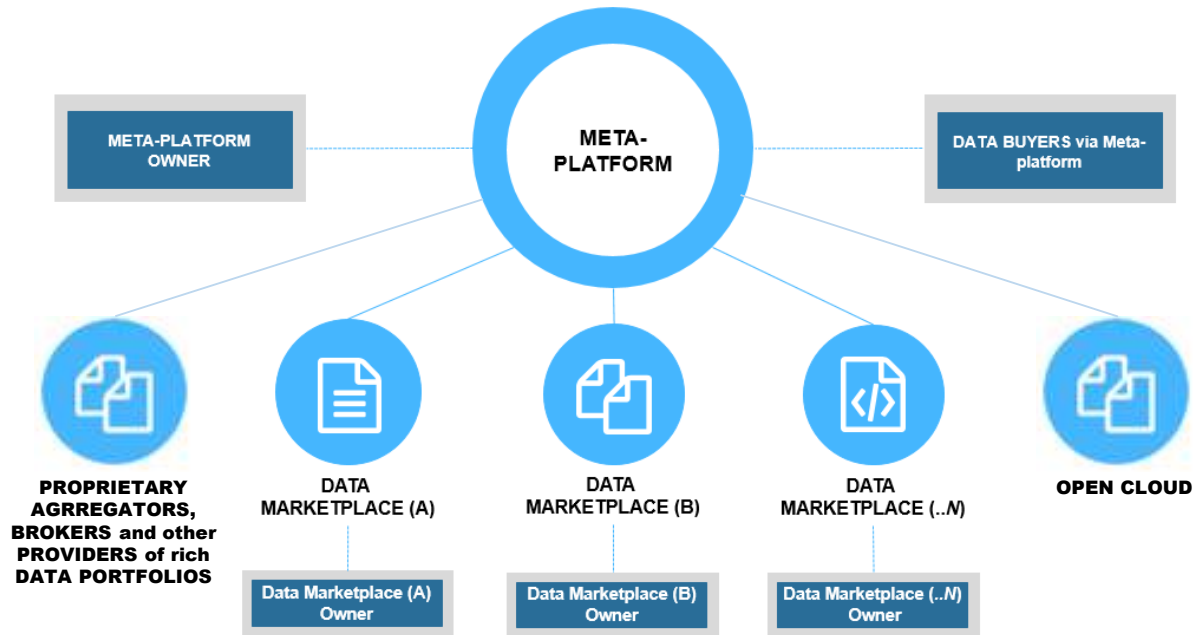 META-PLATFORM
OWNER
META-
PLATFORM
DATA BUYERS via Meta-
platform
PROPRIETARY
AGRREGATORS,
BROKERS and other
PROVIDERS of rich
DATA PORTFOLIOS
DATA
MARKETPLACE (A)
DATA
MARKETPLACE (B)
DATA
MARKETPLACE (..N)
OPEN CLOUD
Data Marketplace (A)
Owner
Data Marketplace (B)
Owner
Data Marketplace (..N)
Owner